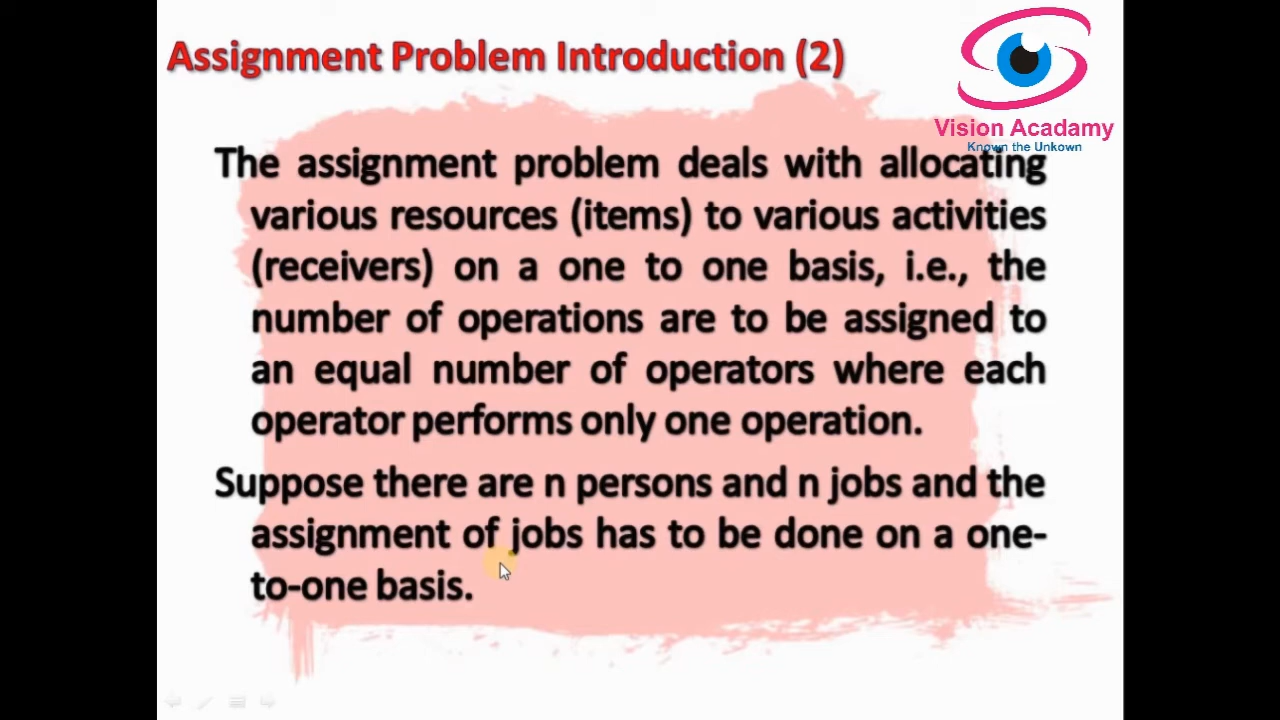 Assignment Problem Introduction (2)
Vision Acadamy
Known the Unkown
The assignment problem deals with allocating
various resources (items) to various activities
(receivers) on a one to one basis, i.e., the
number of operations are to be assigned to
an equal number of operators where each
operator performs only one operation.
Suppose there are n persons and n jobs and the
assignment of jobs has to be done on a one-
to-one basis.